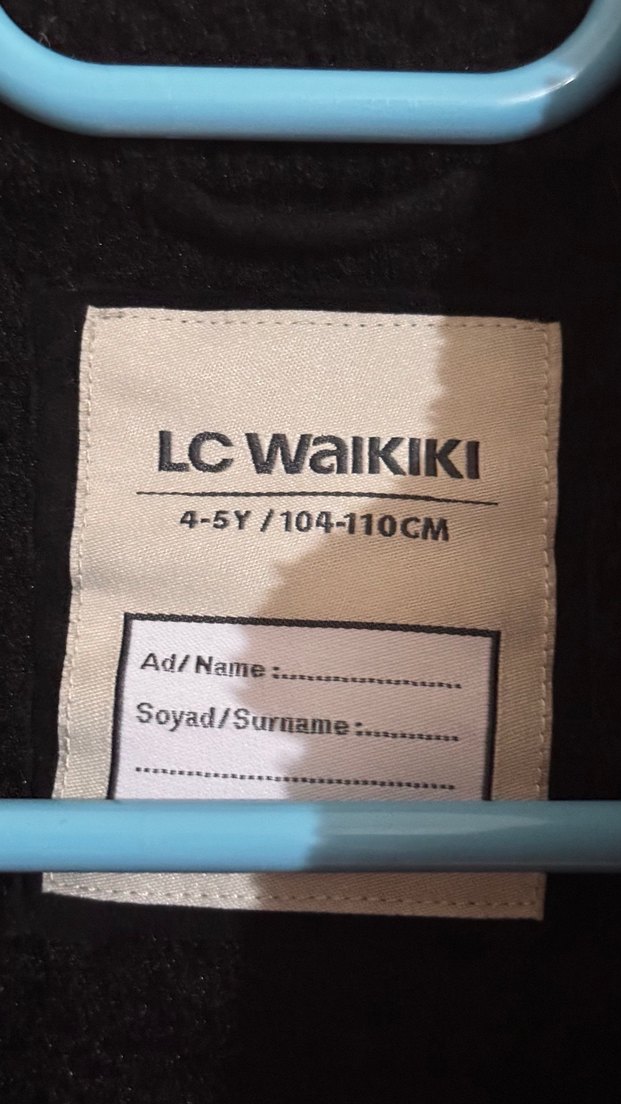 LC WAIKIKI
4-5Y / 104-110CM
Ad/Name:
Soyad/Surname: